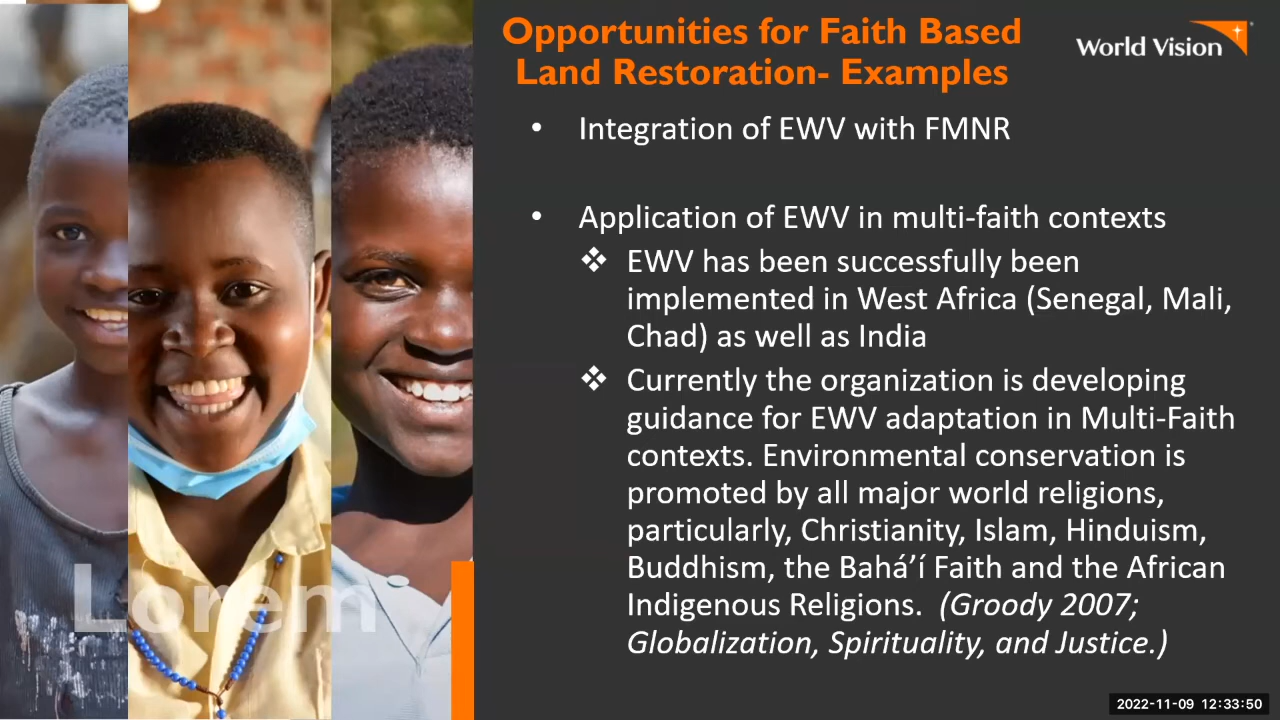 Opportunities for Faith Based
Land Restoration- Examples
World Vision
• Integration of EWV with FMNR
• Application of EWV in multi-faith contexts
❖ EWV has been successfully been
implemented in West Africa (Senegal, Mali,
Chad) as well as India
❖ Currently the organization is developing
guidance for EWV adaptation in Multi-Faith
contexts. Environmental conservation is
promoted by all major world religions,
particularly, Christianity, Islam, Hinduism,
Buddhism, the Bahá’í Faith and the African
Indigenous Religions. (Groody 2007;
Globalization, Spirituality, and Justice.)
Lorem
2022-11-09 12:33:50